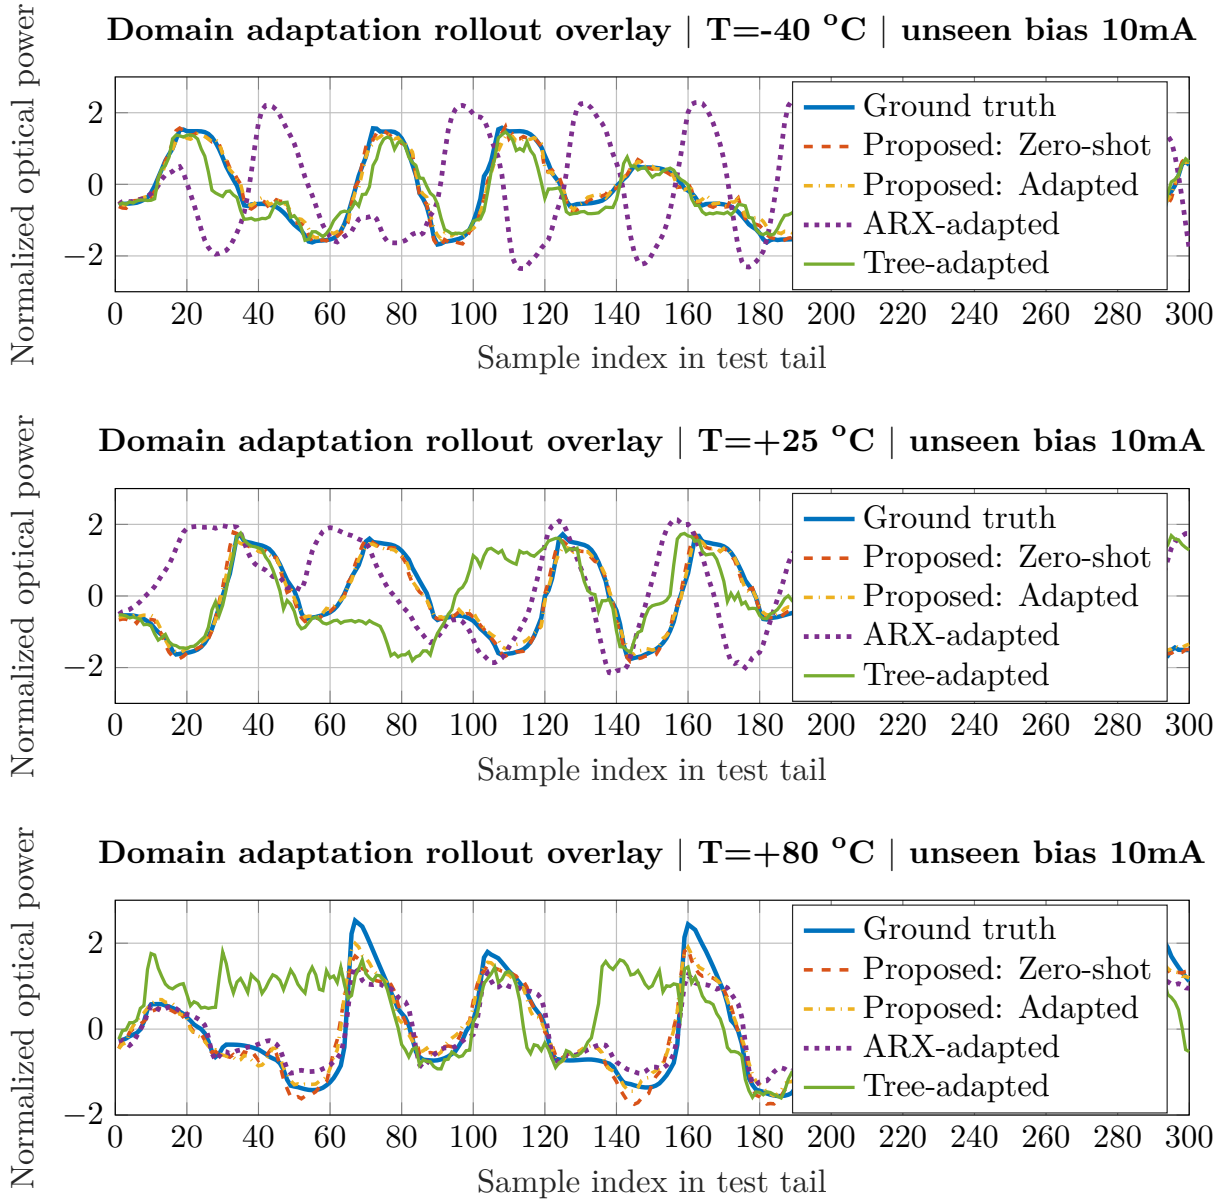 Domain adaptation rollout overlay | T=-40 °C | unseen bias 10mA
Normalized optical power
2
0
−2
Ground truth
Proposed: Zero-shot
Proposed: Adapted
ARX-adapted
Tree-adapted
0 20 40 60 80 100 120 140 160 180 200 220 240 260 280 300
Sample index in test tail
Domain adaptation rollout overlay | T=+25 °C | unseen bias 10mA
Normalized optical power
2
0
−2
Ground truth
Proposed: Zero-shot
Proposed: Adapted
ARX-adapted
Tree-adapted
0 20 40 60 80 100 120 140 160 180 200 220 240 260 280 300
Sample index in test tail
Domain adaptation rollout overlay | T=+80 °C | unseen bias 10mA
Normalized optical power
2
0
−2
Ground truth
Proposed: Zero-shot
Proposed: Adapted
ARX-adapted
Tree-adapted
0 20 40 60 80 100 120 140 160 180 200 220 240 260 280 300
Sample index in test tail